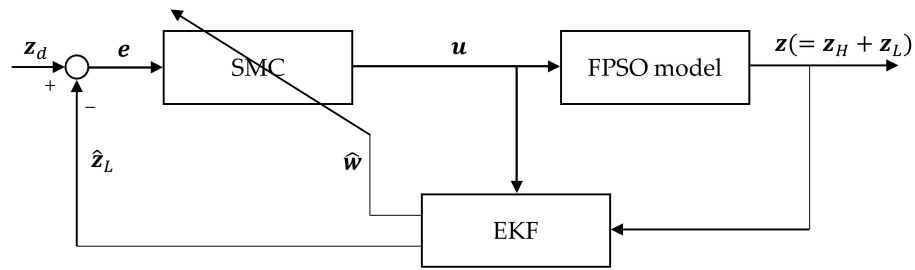 z_d
e
u
z(= z_H + z_L)
SMC
FPSO model
+
−
ẑ_L
ŵ
EKF